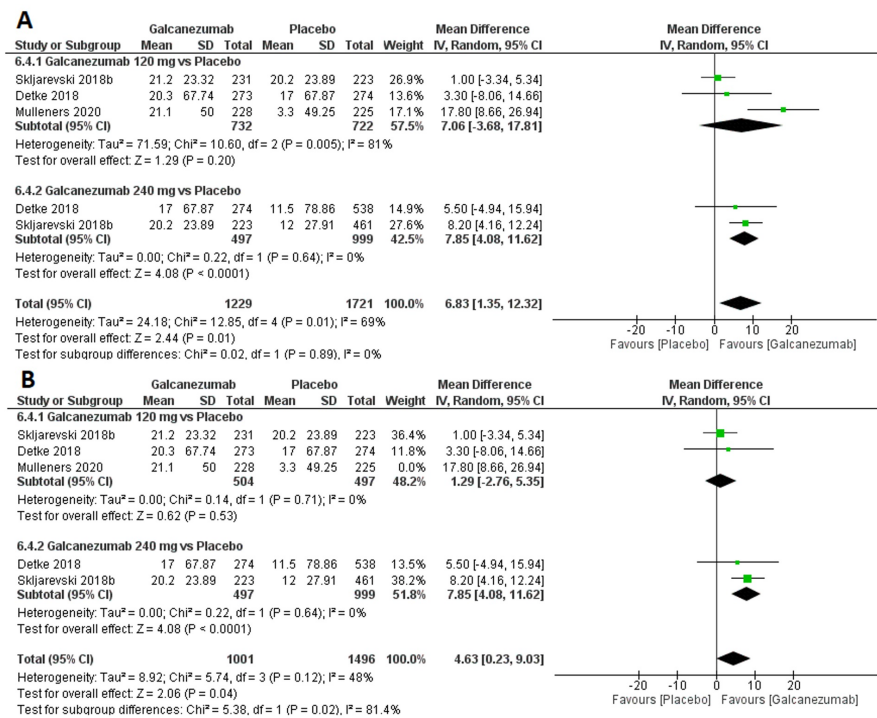 A
Galcanezumab Placebo Mean Difference Mean Difference
Study or Subgroup Mean SD Total Mean SD Total Weight IV, Random, 95% CI IV, Random, 95% CI
6.4.1 Galcanezumab 120 mg vs Placebo
Skljarevski 2018b 21.2 23.32 231 20.2 23.89 223 26.9% 1.00 [-3.34, 5.34]
Detke 2018 20.3 67.74 273 17 67.87 274 13.6% 3.30 [-8.06, 14.66]
Mulleners 2020 21.1 50 228 3.3 49.25 225 17.1% 17.80 [8.66, 26.94]
Subtotal (95% CI) 732 722 57.5% 7.06 [-3.68, 17.81]
Heterogeneity: Tau² = 71.59; Chi² = 10.60, df = 2 (P = 0.005); I² = 81%
Test for overall effect: Z = 1.29 (P = 0.20)
6.4.2 Galcanezumab 240 mg vs Placebo
Detke 2018 17 67.87 274 11.5 78.86 538 14.9% 5.50 [-4.94, 15.94]
Skljarevski 2018b 20.2 23.89 223 12 27.91 461 27.6% 8.20 [4.16, 12.24]
Subtotal (95% CI) 497 999 42.5% 7.85 [4.08, 11.62]
Heterogeneity: Tau² = 0.00; Chi² = 0.22, df = 1 (P = 0.64); I² = 0%
Test for overall effect: Z = 4.08 (P < 0.0001)
Total (95% CI) 1229 1721 100.0% 6.83 [1.35, 12.32]
Heterogeneity: Tau² = 24.18; Chi² = 12.85, df = 4 (P = 0.01); I² = 69%
Test for overall effect: Z = 2.44 (P = 0.01)
Test for subgroup differences: Chi² = 0.02, df = 1 (P = 0.89), I² = 0%
-20 -10 0 10 20
Favours [Placebo] Favours [Galcanezumab]
B
Galcanezumab Placebo Mean Difference Mean Difference
Study or Subgroup Mean SD Total Mean SD Total Weight IV, Random, 95% CI IV, Random, 95% CI
6.4.1 Galcanezumab 120 mg vs Placebo
Skljarevski 2018b 21.2 23.32 231 20.2 23.89 223 36.4% 1.00 [-3.34, 5.34]
Detke 2018 20.3 67.74 273 17 67.87 274 11.8% 3.30 [-8.06, 14.66]
Mulleners 2020 21.1 50 228 3.3 49.25 225 0.0% 17.80 [8.66, 26.94]
Subtotal (95% CI) 504 497 48.2% 1.29 [-2.76, 5.35]
Heterogeneity: Tau² = 0.00; Chi² = 0.14, df = 1 (P = 0.71); I² = 0%
Test for overall effect: Z = 0.62 (P = 0.53)
6.4.2 Galcanezumab 240 mg vs Placebo
Detke 2018 17 67.87 274 11.5 78.86 538 13.5% 5.50 [-4.94, 15.94]
Skljarevski 2018b 20.2 23.89 223 12 27.91 461 38.2% 8.20 [4.16, 12.24]
Subtotal (95% CI) 497 999 51.8% 7.85 [4.08, 11.62]
Heterogeneity: Tau² = 0.00; Chi² = 0.22, df = 1 (P = 0.64); I² = 0%
Test for overall effect: Z = 4.08 (P < 0.0001)
Total (95% CI) 1001 1496 100.0% 4.63 [0.23, 9.03]
Heterogeneity: Tau² = 8.92; Chi² = 5.74, df = 3 (P = 0.12); I² = 48%
Test for overall effect: Z = 2.06 (P = 0.04)
Test for subgroup differences: Chi² = 5.38, df = 1 (P = 0.02), I² = 81.4%
-20 -10 0 10 20
Favours [Placebo] Favours [Galcanezumab]